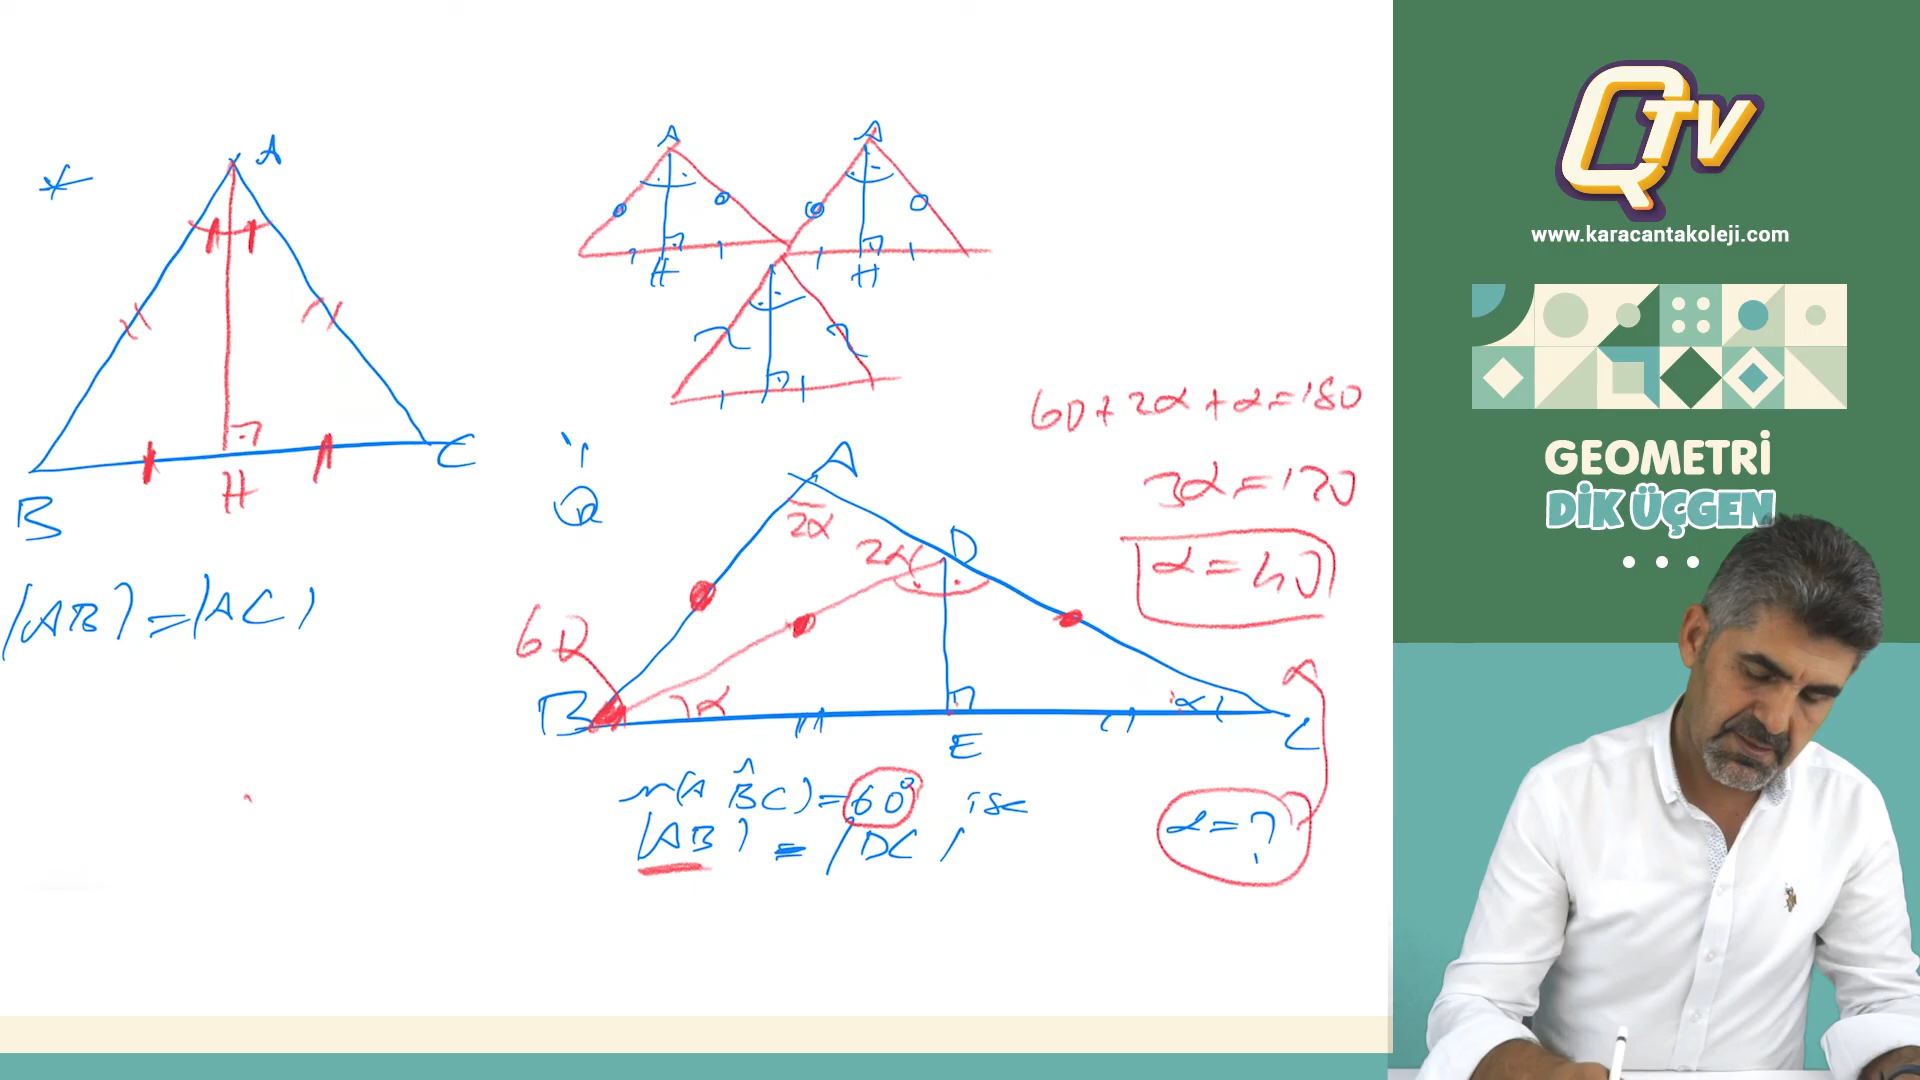 A
B
H
C
|AB| = |AC|
A
H
A
H
60 + 2α + α = 180
3α = 120
α = 40
A
2α
2α
D
60
B
α
α
C
E
α
m(ABC) = 60° ise
|AB| = |DC|
α = ?
QTV
www.karacantakoleji.com
GEOMETRİ
DİK ÜÇGEN